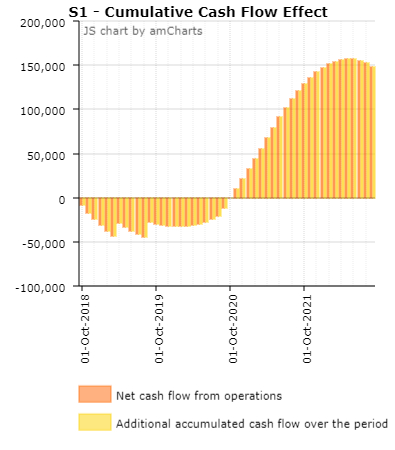 S1 - Cumulative Cash Flow Effect
JS chart by amCharts
200,000
150,000
100,000
50,000
0
-50,000
-100,000
01-Oct-2018
01-Oct-2019
01-Oct-2020
01-Oct-2021
Net cash flow from operations
Additional accumulated cash flow over the period